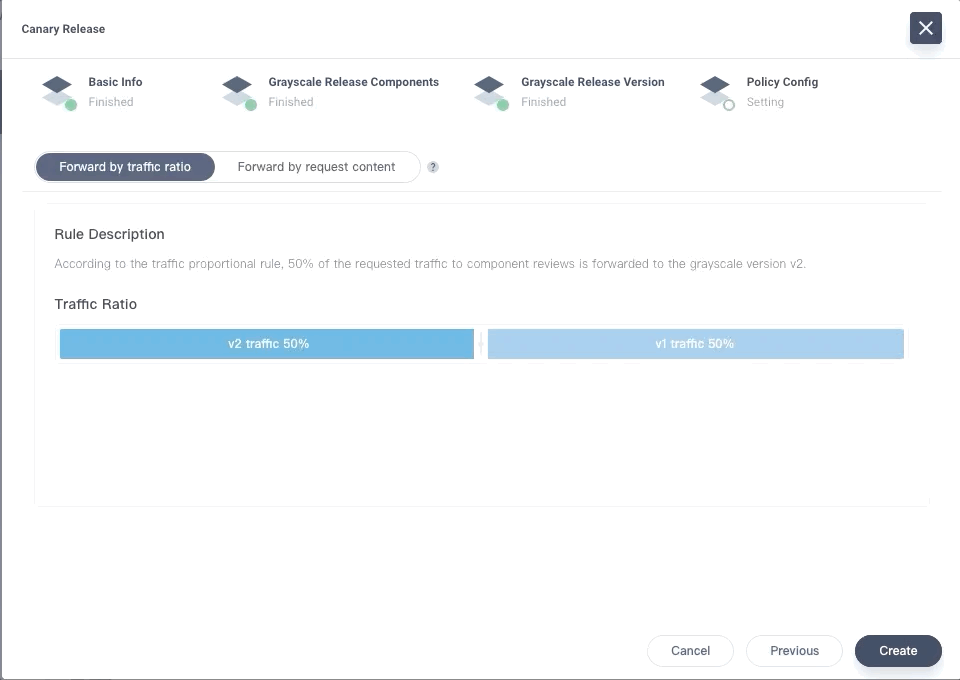 Canary Release
Basic Info
Finished
Grayscale Release Components
Finished
Grayscale Release Version
Finished
Policy Config
Setting
Forward by traffic ratio
Forward by request content
?
Rule Description
According to the traffic proportional rule, 50% of the requested traffic to component reviews is forwarded to the grayscale version v2.
Traffic Ratio
v2 traffic 50%
v1 traffic 50%
Cancel
Previous
Create